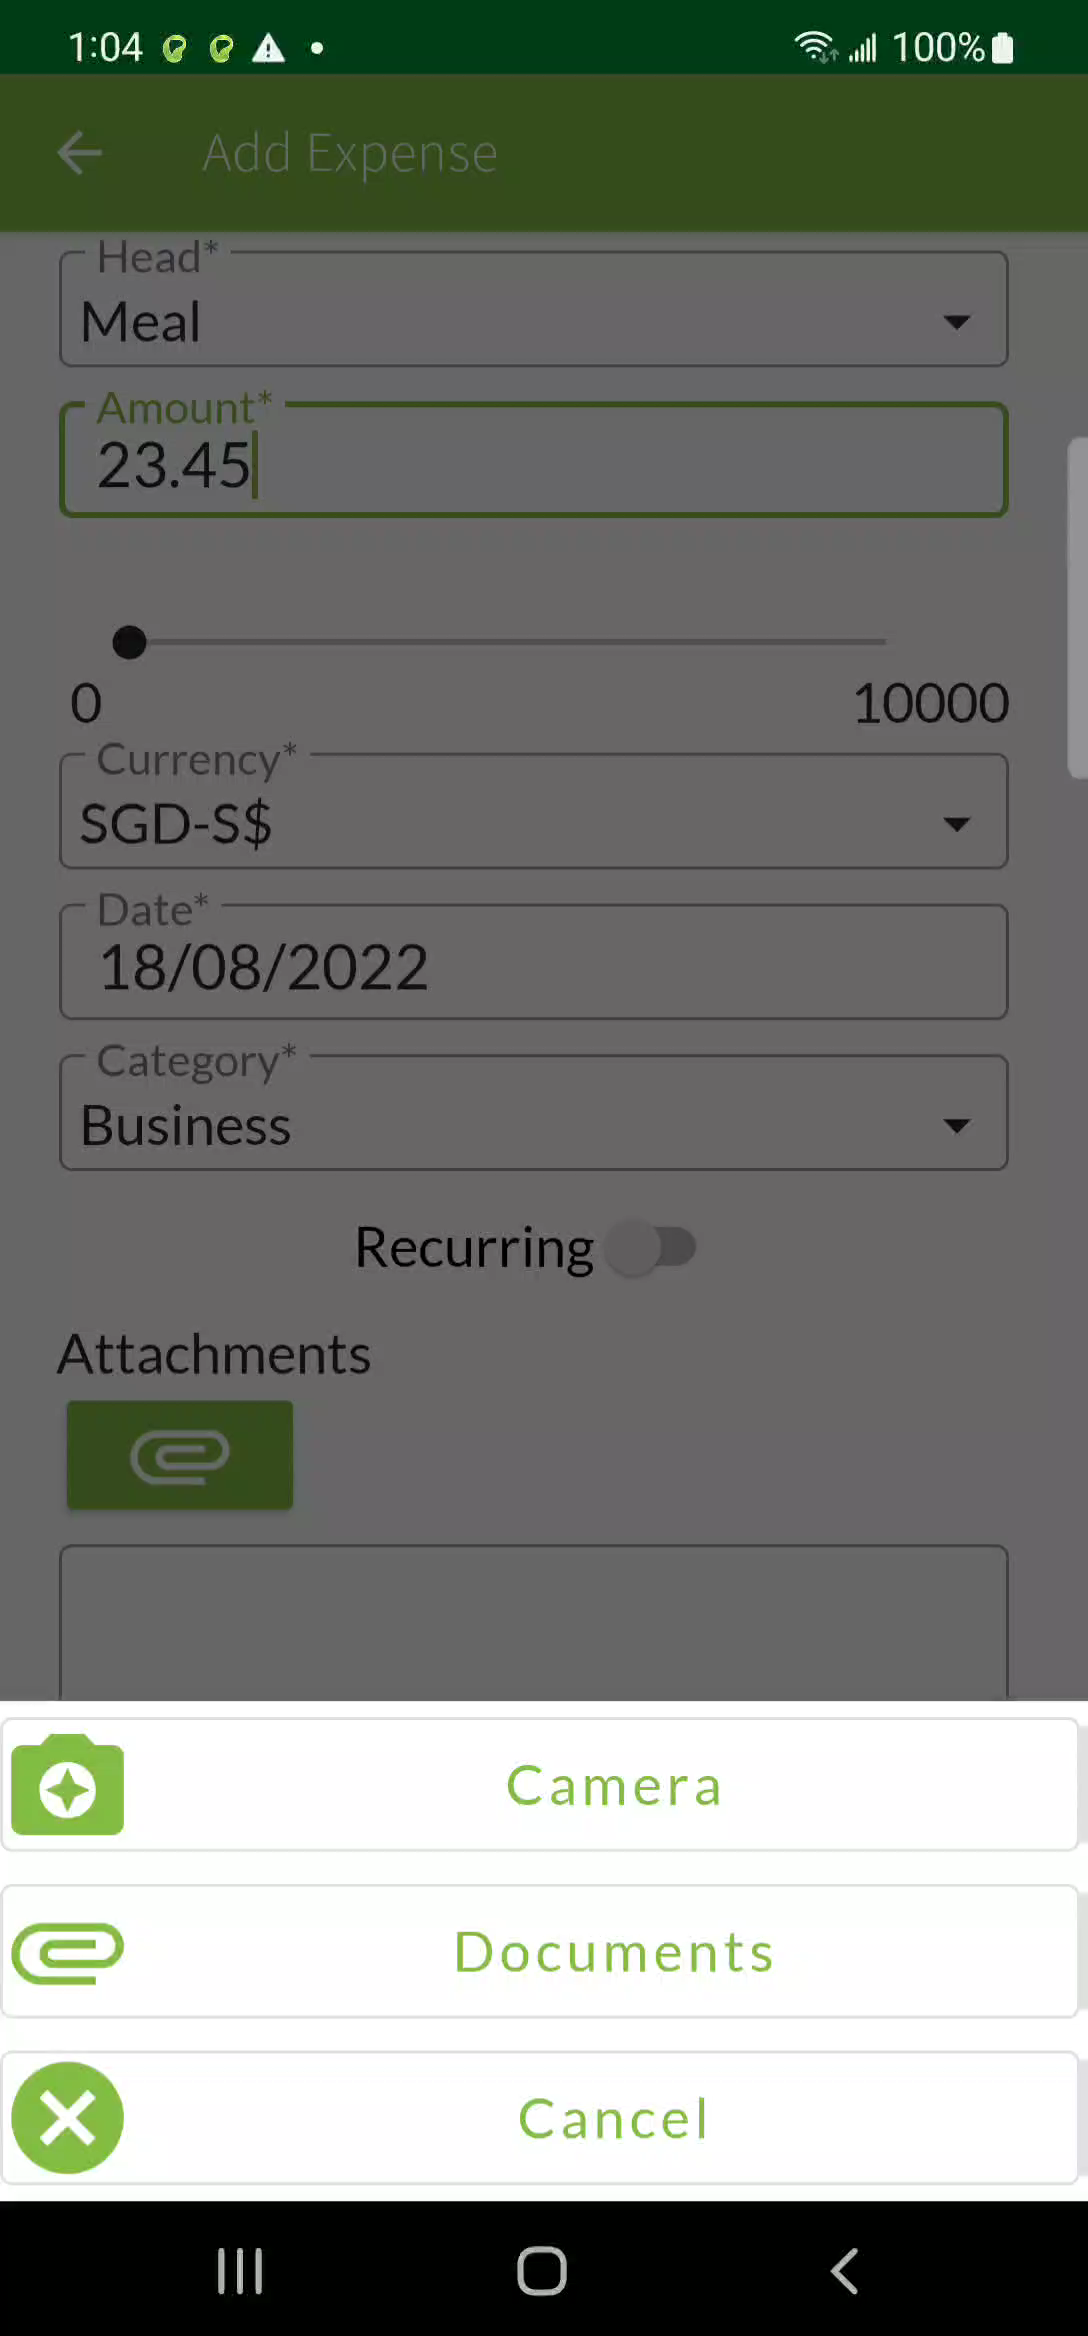 1:04
100%
Add Expense
Head*
Meal
Amount*
23.45
0
10000
Currency*
SGD-S$
Date*
18/08/2022
Category*
Business
Recurring
Attachments
Camera
Documents
Cancel